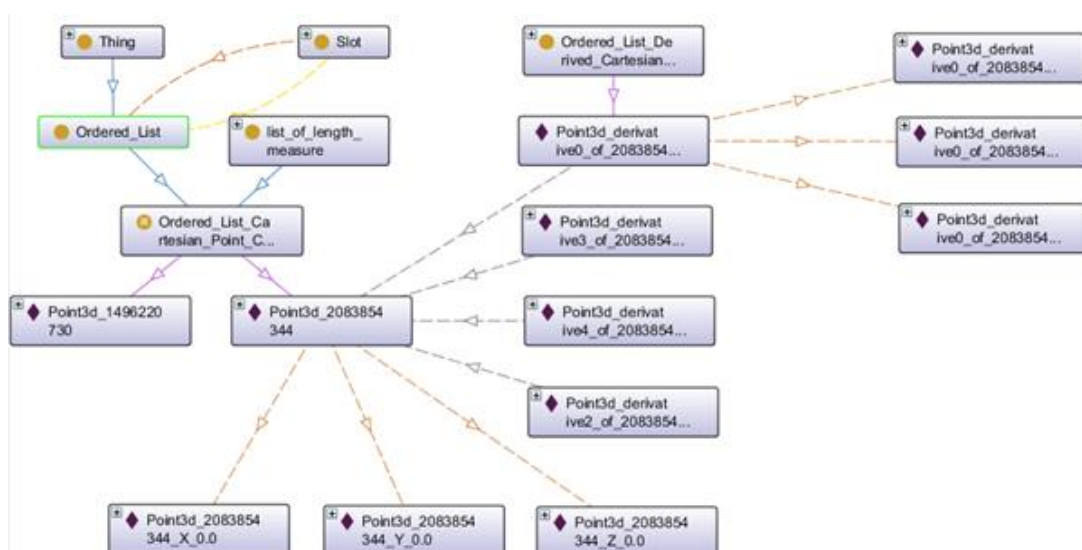 Thing
Slot
Ordered_List_De
rived_Cartesian...
Point3d_derivat
ive0_of_2083854...
Ordered_List
list_of_length_
measure
Point3d_derivat
ive0_of_2083854...
Point3d_derivat
ive0_of_2083854...
Ordered_List_Ca
rtesian_Point_C...
Point3d_derivat
ive3_of_2083854...
Point3d_derivat
ive0_of_2083854...
Point3d_1496220
730
Point3d_2083854
344
Point3d_derivat
ive4_of_2083854...
Point3d_derivat
ive2_of_2083854...
Point3d_2083854
344_X_0.0
Point3d_2083854
344_Y_0.0
Point3d_2083854
344_Z_0.0